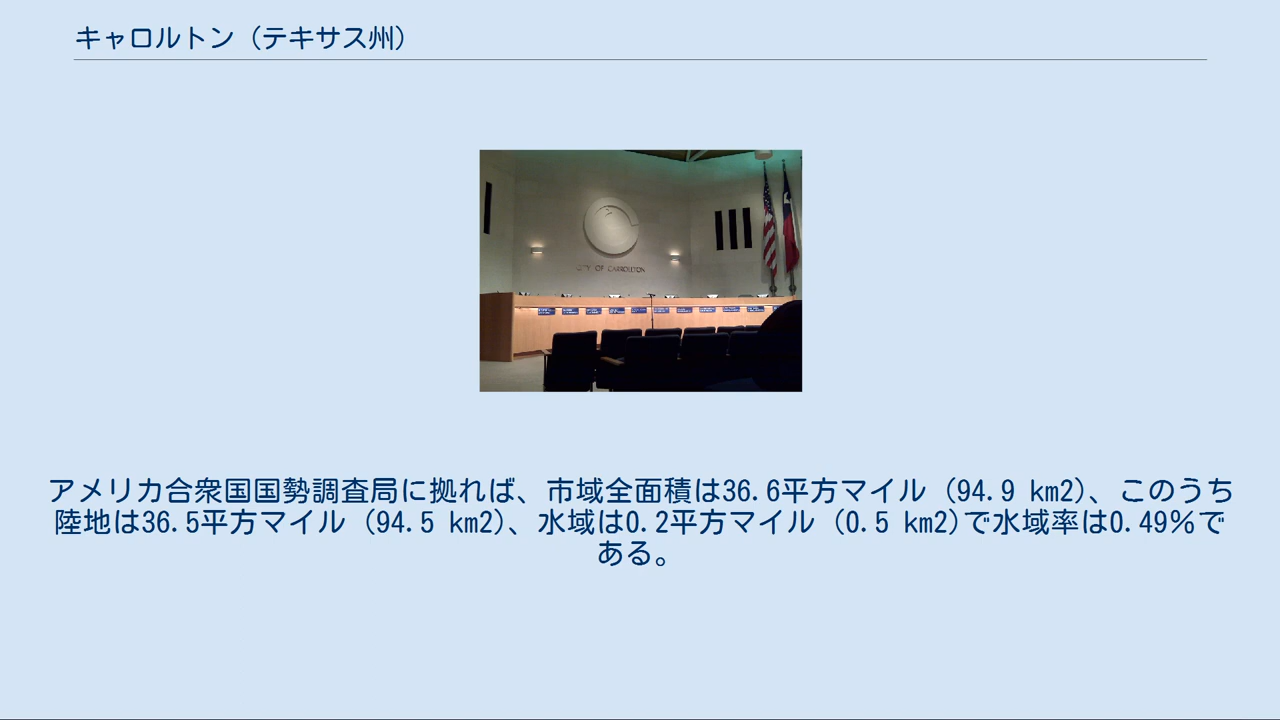 キャロルトン (テキサス州)
CITY OF CARROLLTON
アメリカ合衆国国勢調査局に拠れば、市域全面積は36.6平方マイル (94.9 km2)、このうち
陸地は36.5平方マイル (94.5 km2)、水域は0.2平方マイル (0.5 km2)で水域率は0.49%で
ある。